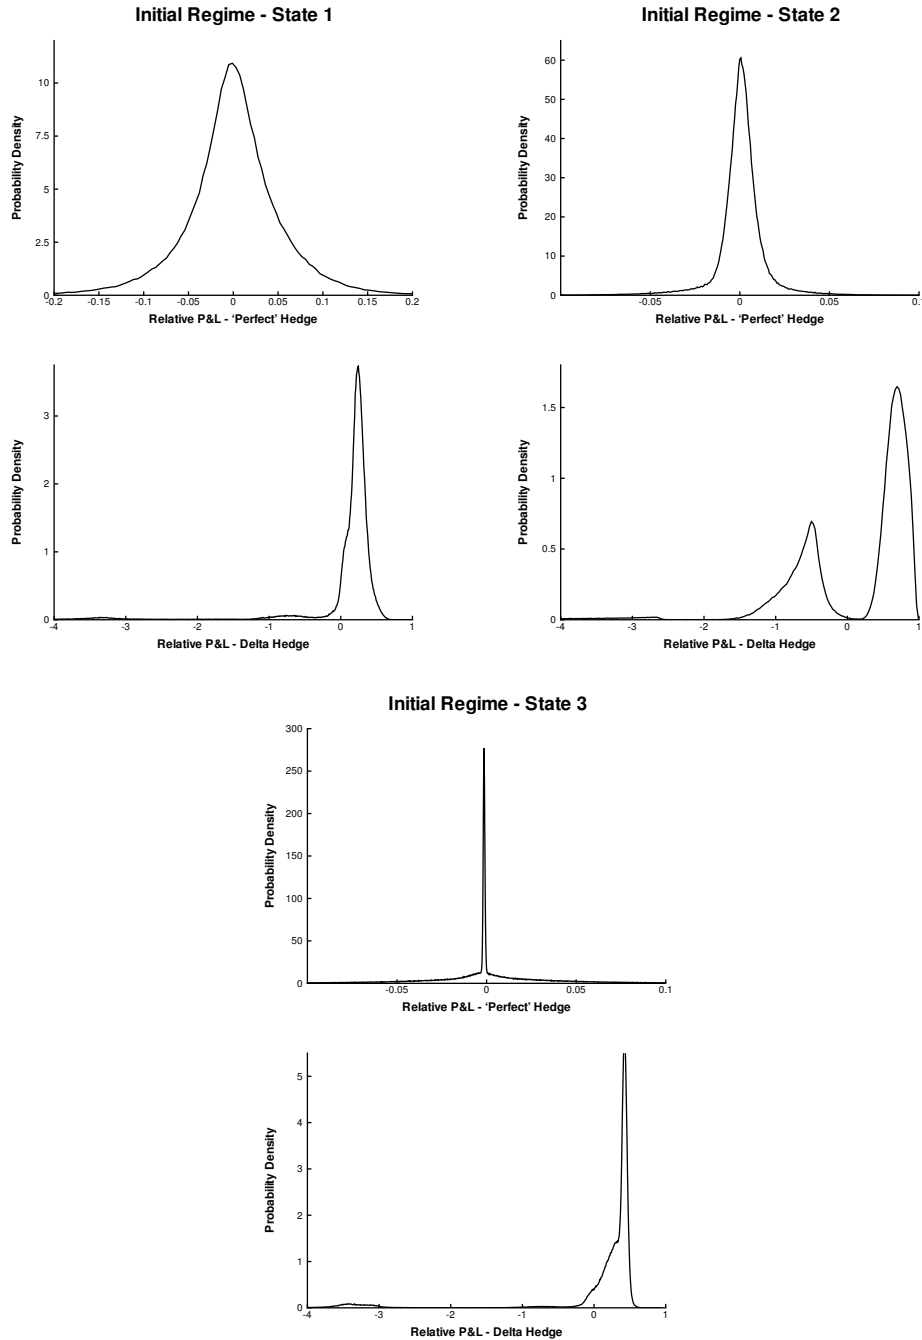 Initial Regime - State 1
Probability Density
10
7.5
5
2.5
0
-0.2 -0.15 -0.1 -0.05 0 0.05 0.1 0.15 0.2
Relative P&L - ‘Perfect’ Hedge
Initial Regime - State 2
Probability Density
60
50
40
30
20
10
0
-0.05 0 0.05 0.1
Relative P&L - ‘Perfect’ Hedge
Probability Density
3
2
1
0
-4 -3 -2 -1 0 1
Relative P&L - Delta Hedge
Probability Density
1.5
1
0.5
0
-4 -3 -2 -1 0 1
Relative P&L - Delta Hedge
Initial Regime - State 3
Probability Density
300
250
200
150
100
50
0
-0.05 0 0.05 0.1
Relative P&L - ‘Perfect’ Hedge
Probability Density
5
4
3
2
1
0
-4 -3 -2 -1 0 1
Relative P&L - Delta Hedge